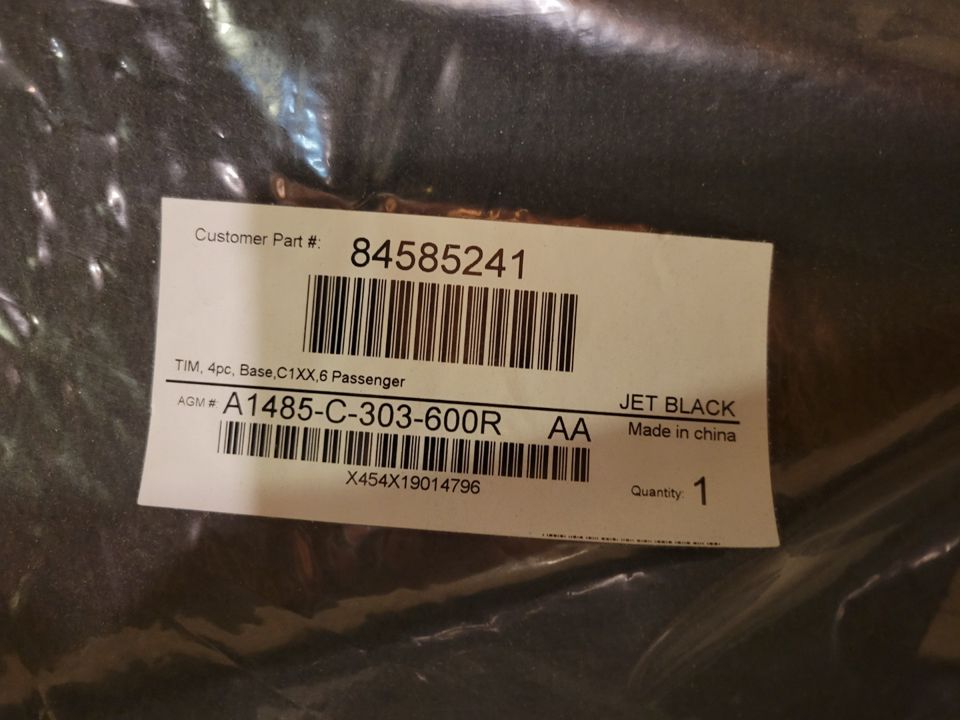 Customer Part #: 84585241
TIM, 4pc, Base,C1XX,6 Passenger
JET BLACK
AGM #: A1485-C-303-600R AA
Made in china
X454X19014796
Quantity: 1